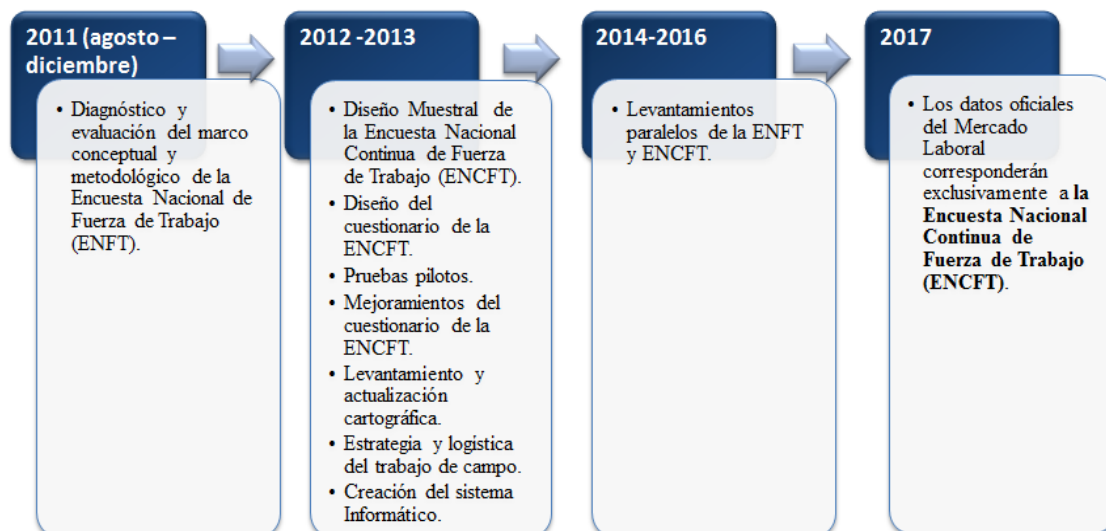 2011 (agosto –
diciembre)
• Diagnóstico y
evaluación del marco
conceptual y
metodológico de la
Encuesta Nacional de
Fuerza de Trabajo
(ENFT).
2012 -2013
• Diseño Muestral de
la Encuesta Nacional
Continua de Fuerza
de Trabajo (ENCFT).
• Diseño del
cuestionario de la
ENCFT.
• Pruebas pilotos.
• Mejoramientos del
cuestionario de la
ENCFT.
• Levantamiento y
actualización
cartográfica.
• Estrategia y logística
del trabajo de campo.
• Creación del sistema
Informático.
2014-2016
• Levantamientos
paralelos de la ENFT
y ENCFT.
2017
• Los datos oficiales
del Mercado
Laboral
corresponderán
exclusivamente a la
Encuesta Nacional
Continua de
Fuerza de Trabajo
(ENCFT).